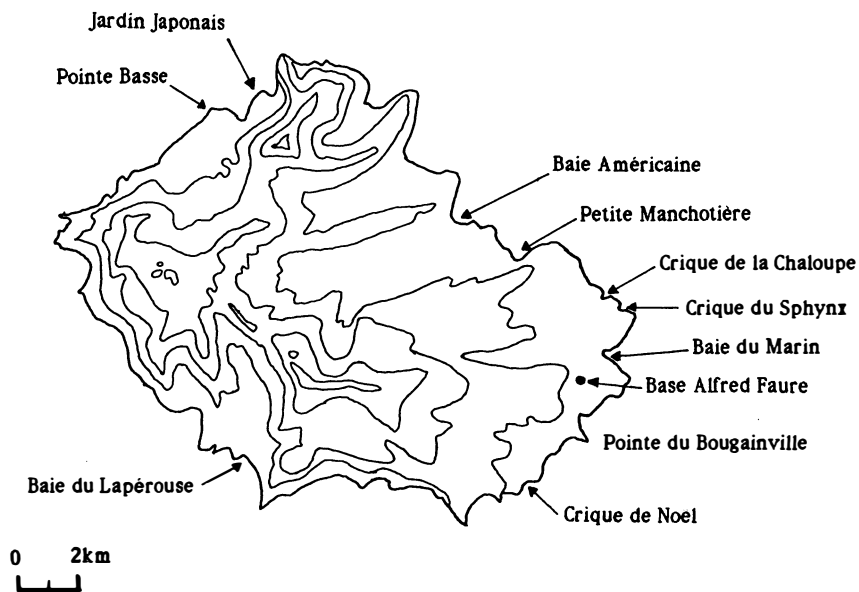 Jardin Japonais
Pointe Basse
Baie Américaine
Petite Manchotière
Crique de la Chaloupe
Crique du Sphynx
Baie du Marin
Base Alfred Faure
Pointe du Bougainville
Baie du Lapérouse
Crique de Noel
0 2km